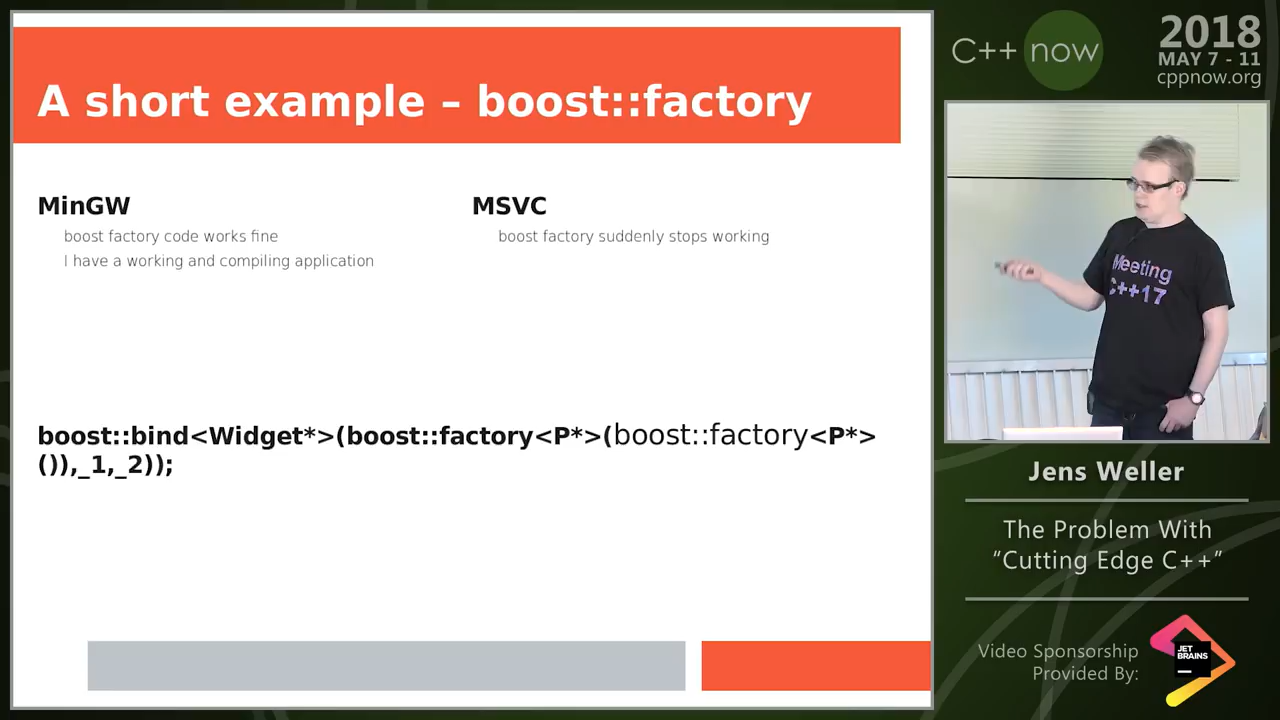 A short example – boost::factory
MinGW
boost factory code works fine
I have a working and compiling application
MSVC
boost factory suddenly stops working
boost::bind<Widget*>(boost::factory<P*>(boost::factory<P*>
()),_1,_2));
C++ now
2018
MAY 7 - 11
cppnow.org
Meeting
C++17
Jens Weller
The Problem With
“Cutting Edge C++”
Video Sponsorship
Provided By:
JET
BRAINS